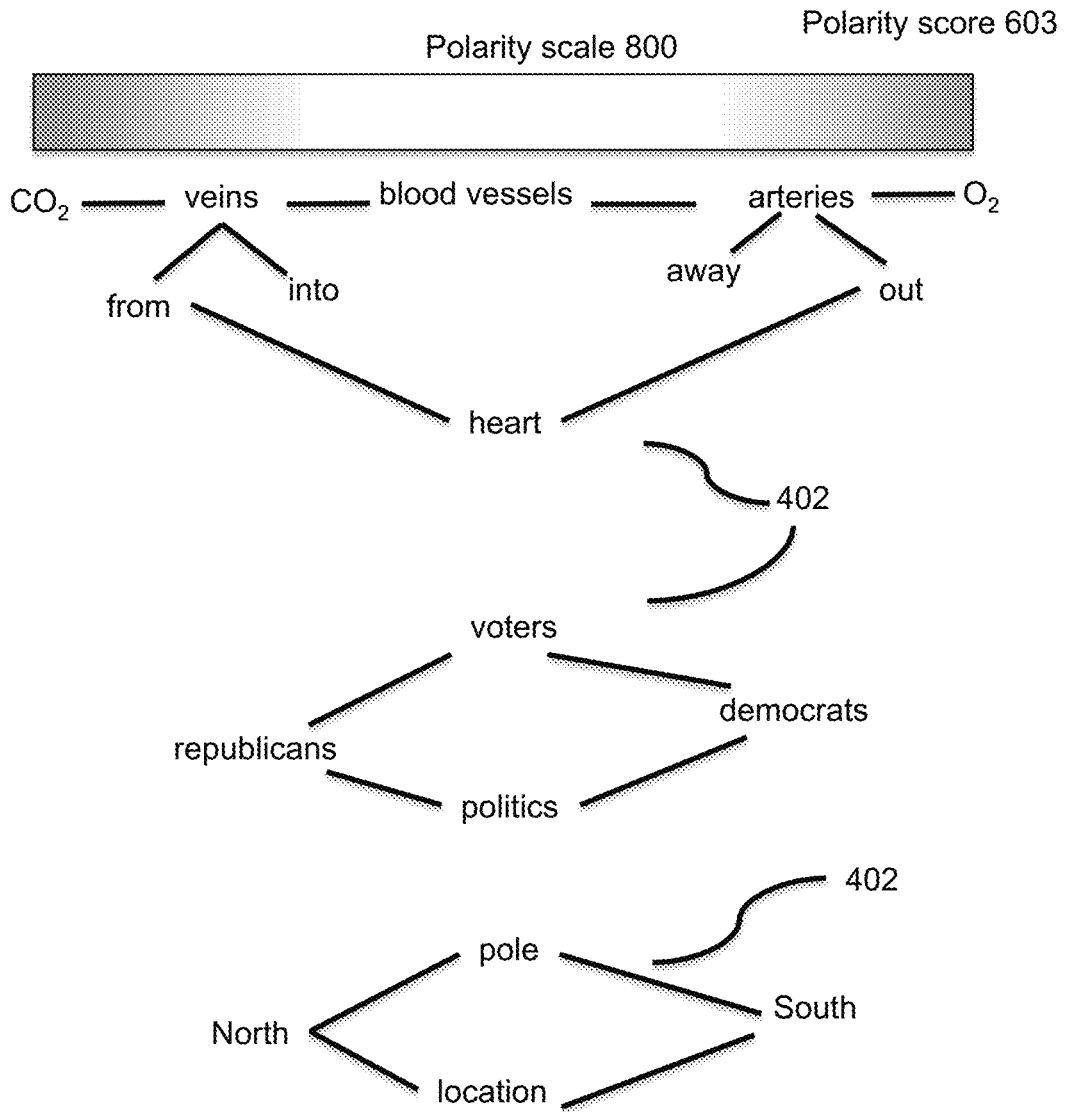 Polarity score 603
Polarity scale 800
CO₂ veins blood vessels arteries O₂
from into away out
heart
402
voters
democrats
republicans
politics
402
pole
North South
location